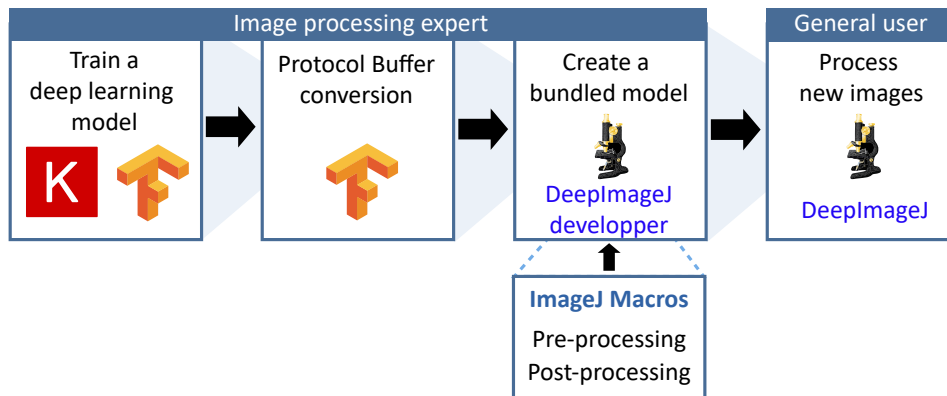 Image processing expert
General user
Train a
deep learning
model
K
Protocol Buffer
conversion
Create a
bundled model
DeepImageJ
developper
Process
new images
DeepImageJ
ImageJ Macros
Pre-processing
Post-processing